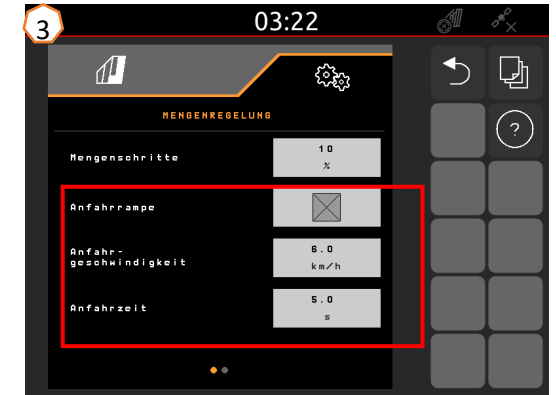 3
03:22
MENGENREGELUNG
Mengenschritte
10
%
Anfahrrampe
Anfahr-
geschwindigkeit
6.0
km/h
Anfahrzeit
5.0
s
?